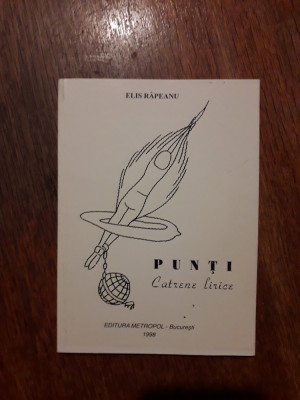 ELIS RÂPEANU
PUNȚI
Catrene lirice
EDITURA METROPOL - București
1998